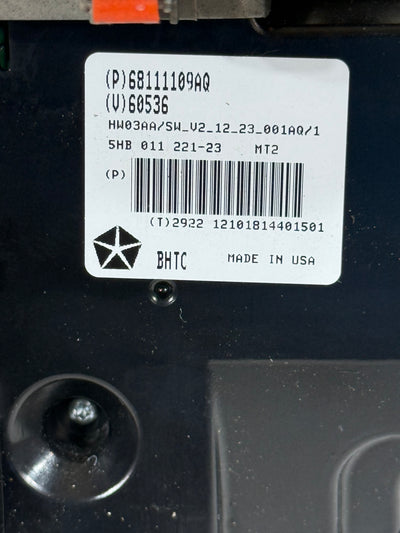 (P)68111109AQ
(V)60536
HW03AA/SW_V2_12_23_001AQ/1
5HB 011 221-23 MT2
(P)
(T)2922 12101814401501
BHTC MADE IN USA